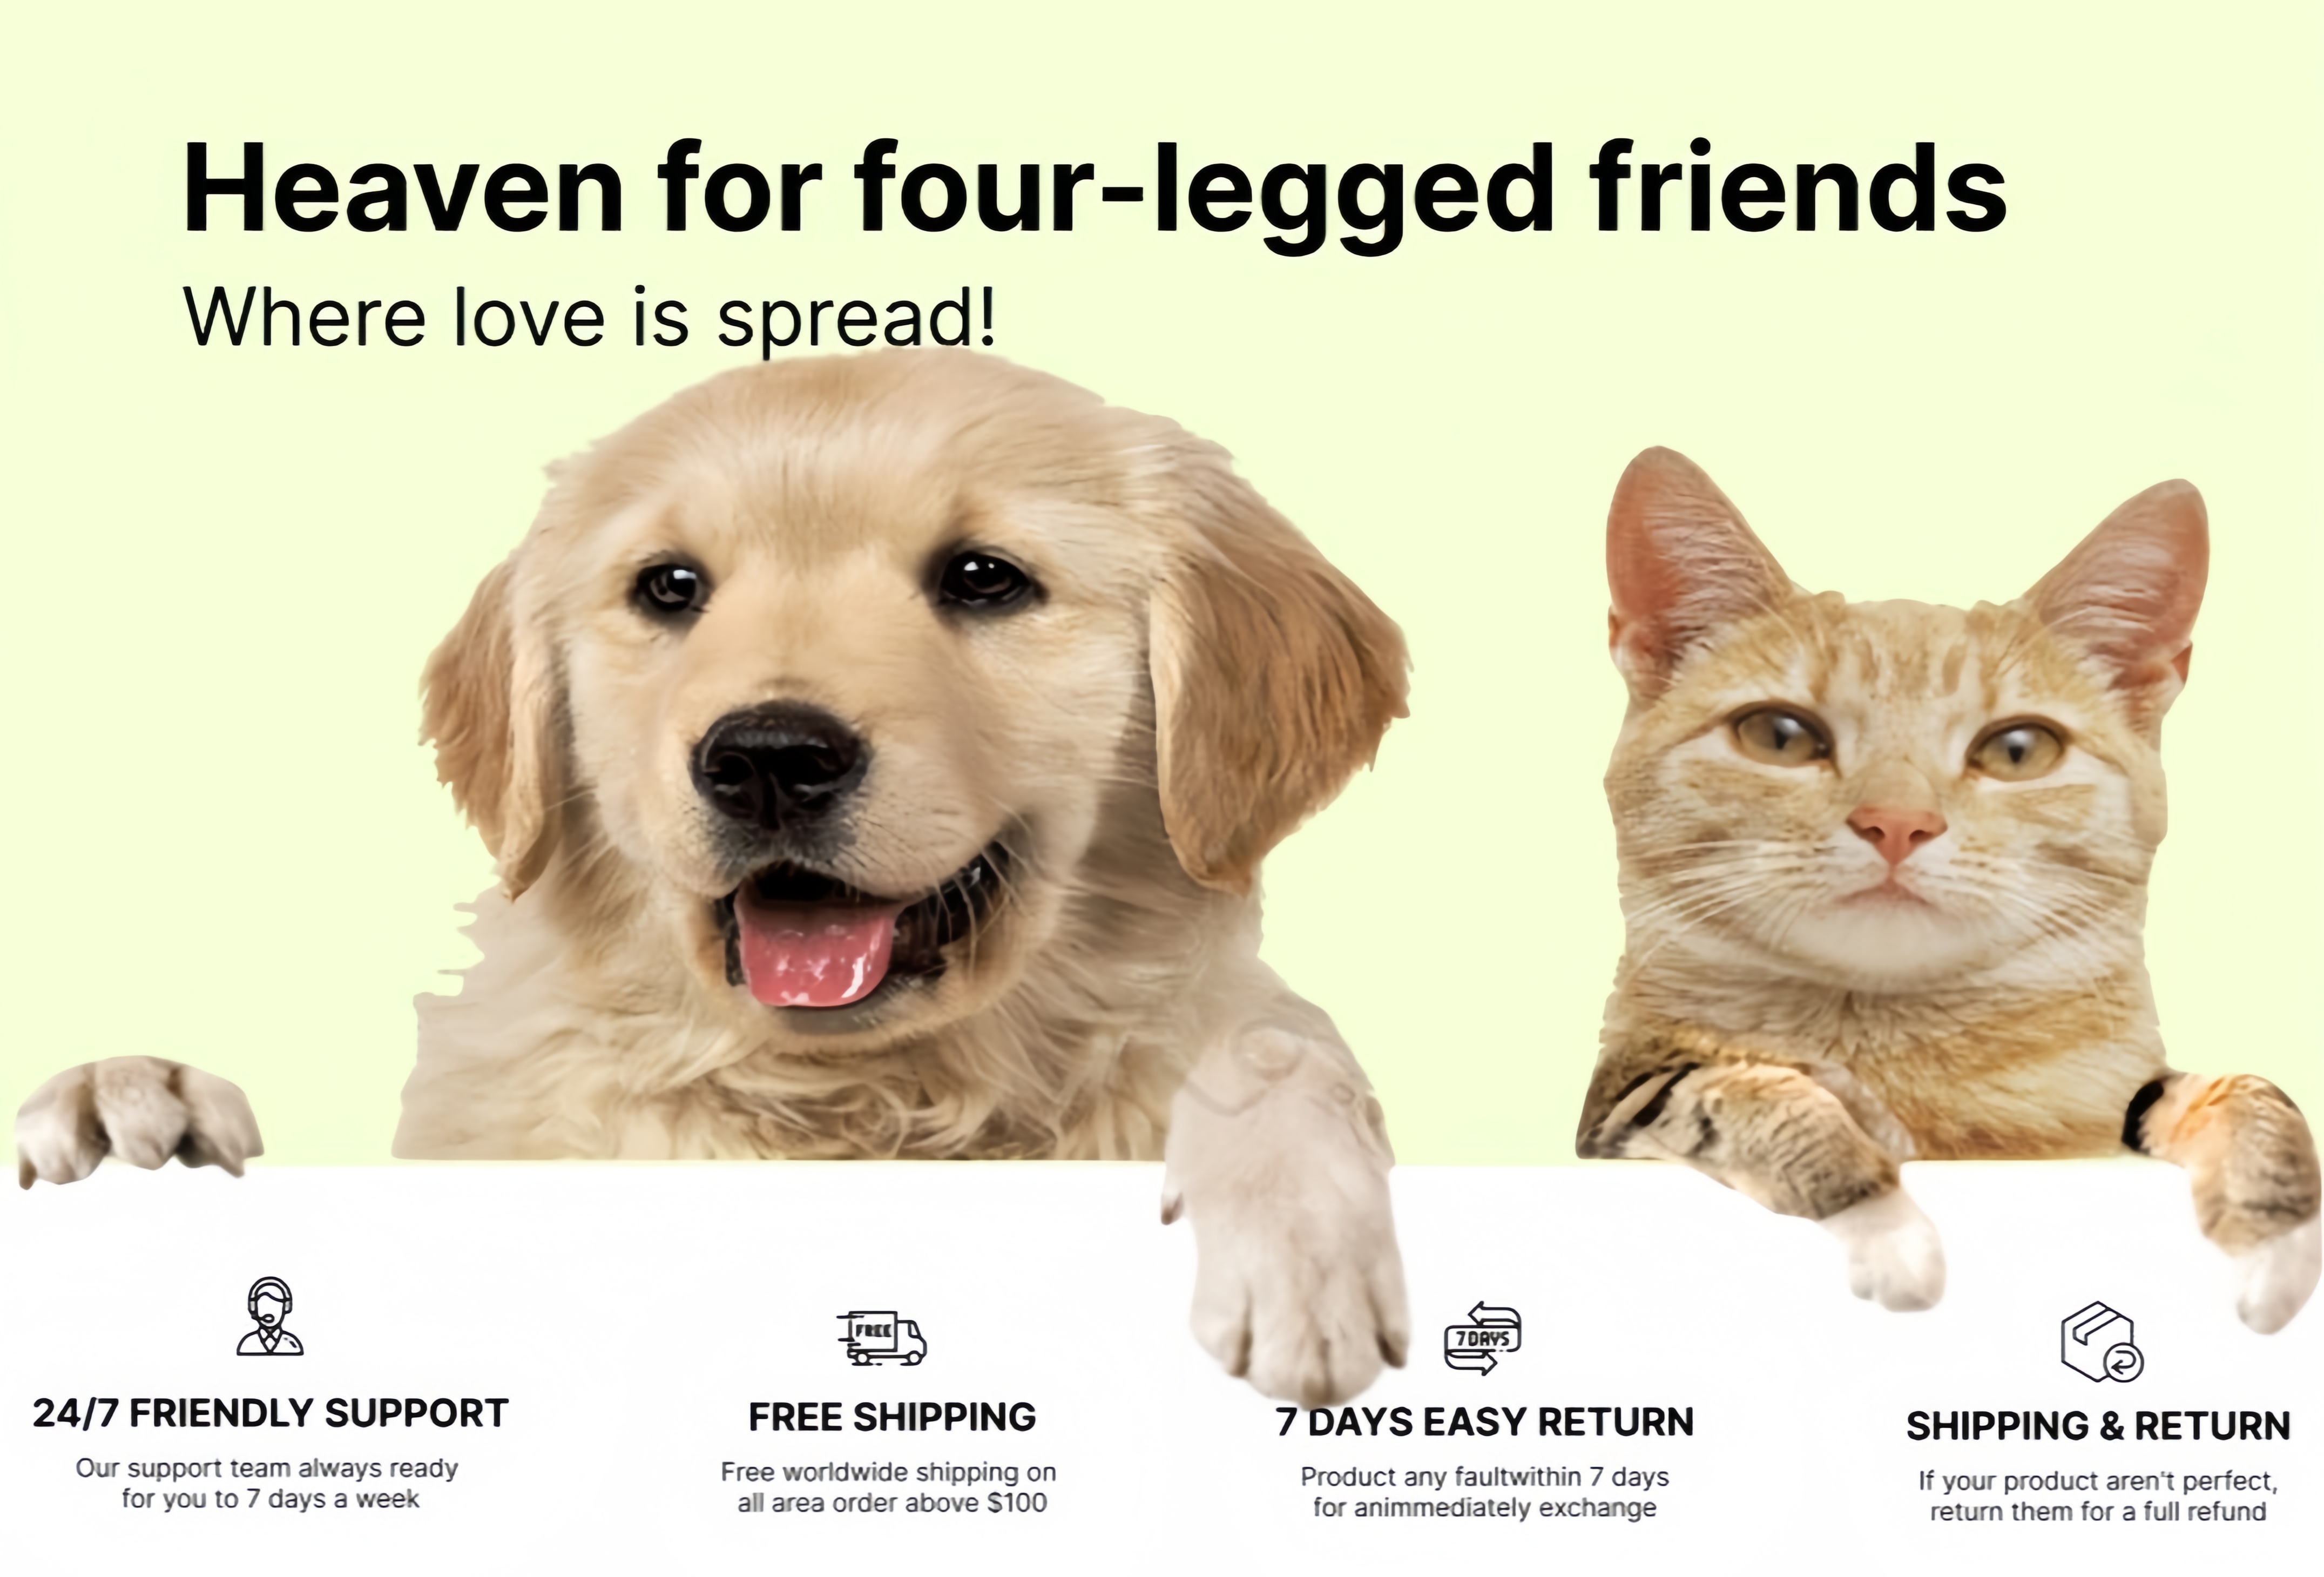 Heaven for four-legged friends
Where love is spread!
FREE
7 DAYS
24/7 FRIENDLY SUPPORT
Our support team always ready
for you to 7 days a week
FREE SHIPPING
Free worldwide shipping on
all area order above $100
7 DAYS EASY RETURN
Product any faultwithin 7 days
for animmediately exchange
SHIPPING & RETURN
If your product aren't perfect,
return them for a full refund